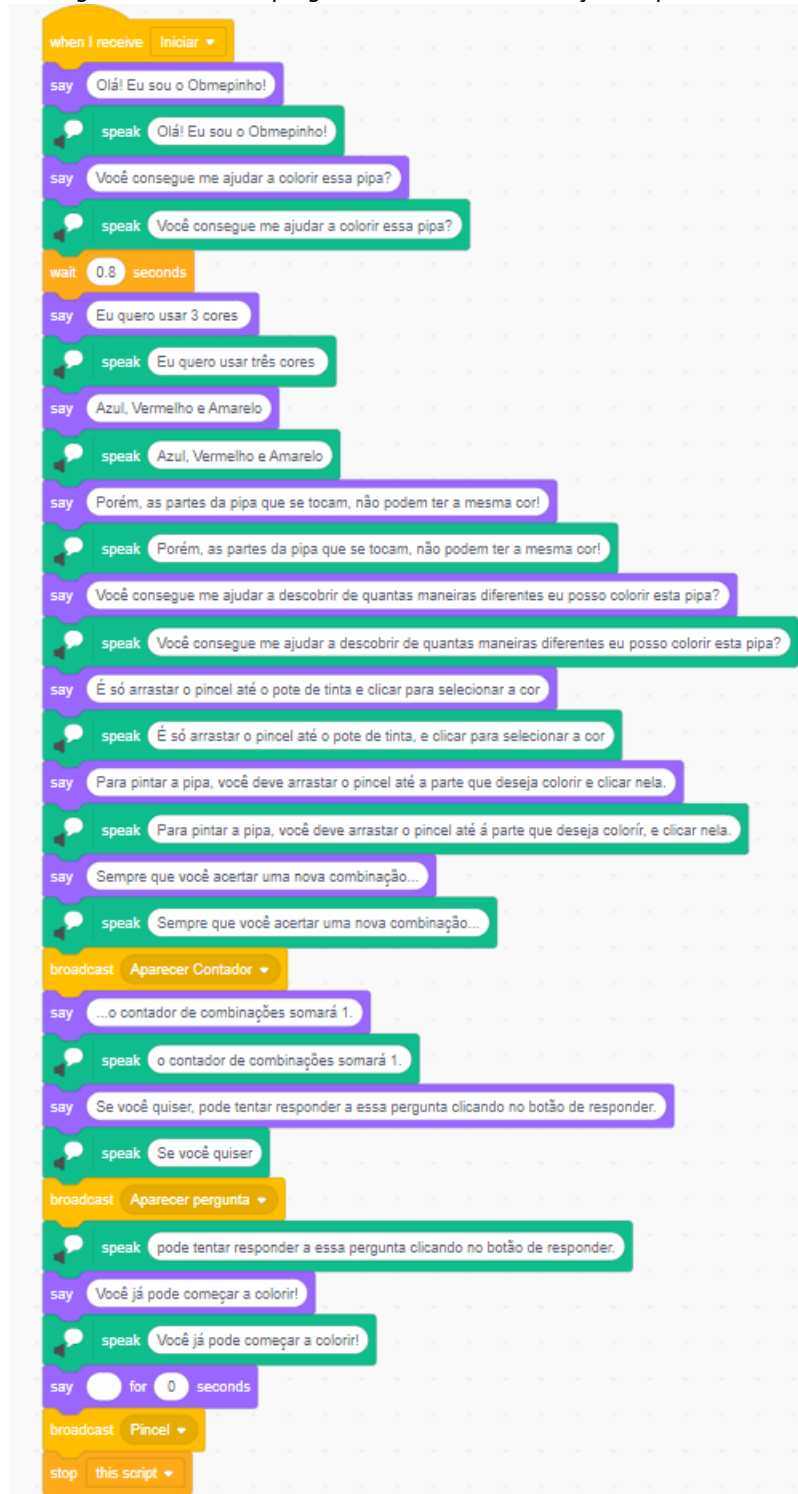 when I receive Iniciar
say Olá! Eu sou o Obmepinho!
speak Olá! Eu sou o Obmepinho!
say Você consegue me ajudar a colorir essa pipa?
speak Você consegue me ajudar a colorir essa pipa?
wait 0.8 seconds
say Eu quero usar 3 cores
speak Eu quero usar três cores
say Azul, Vermelho e Amarelo
speak Azul, Vermelho e Amarelo
say Porém, as partes da pipa que se tocam, não podem ter a mesma cor!
speak Porém, as partes da pipa que se tocam, não podem ter a mesma cor!
say Você consegue me ajudar a descobrir de quantas maneiras diferentes eu posso colorir esta pipa?
speak Você consegue me ajudar a descobrir de quantas maneiras diferentes eu posso colorir esta pipa?
say É só arrastar o pincel até o pote de tinta e clicar para selecionar a cor
speak É só arrastar o pincel até o pote de tinta, e clicar para selecionar a cor
say Para pintar a pipa, você deve arrastar o pincel até a parte que deseja colorir e clicar nela.
speak Para pintar a pipa, você deve arrastar o pincel até á parte que deseja colorír, e clicar nela.
say Sempre que você acertar uma nova combinação...
speak Sempre que você acertar uma nova combinação...
broadcast Aparecer Contador
say ...o contador de combinações somará 1.
speak o contador de combinações somará 1.
say Se você quiser, pode tentar responder a essa pergunta clicando no botão de responder.
speak Se você quiser
broadcast Aparecer pergunta
speak pode tentar responder a essa pergunta clicando no botão de responder.
say Você já pode começar a colorir!
speak Você já pode começar a colorir!
say for 0 seconds
broadcast Pincel
stop this script